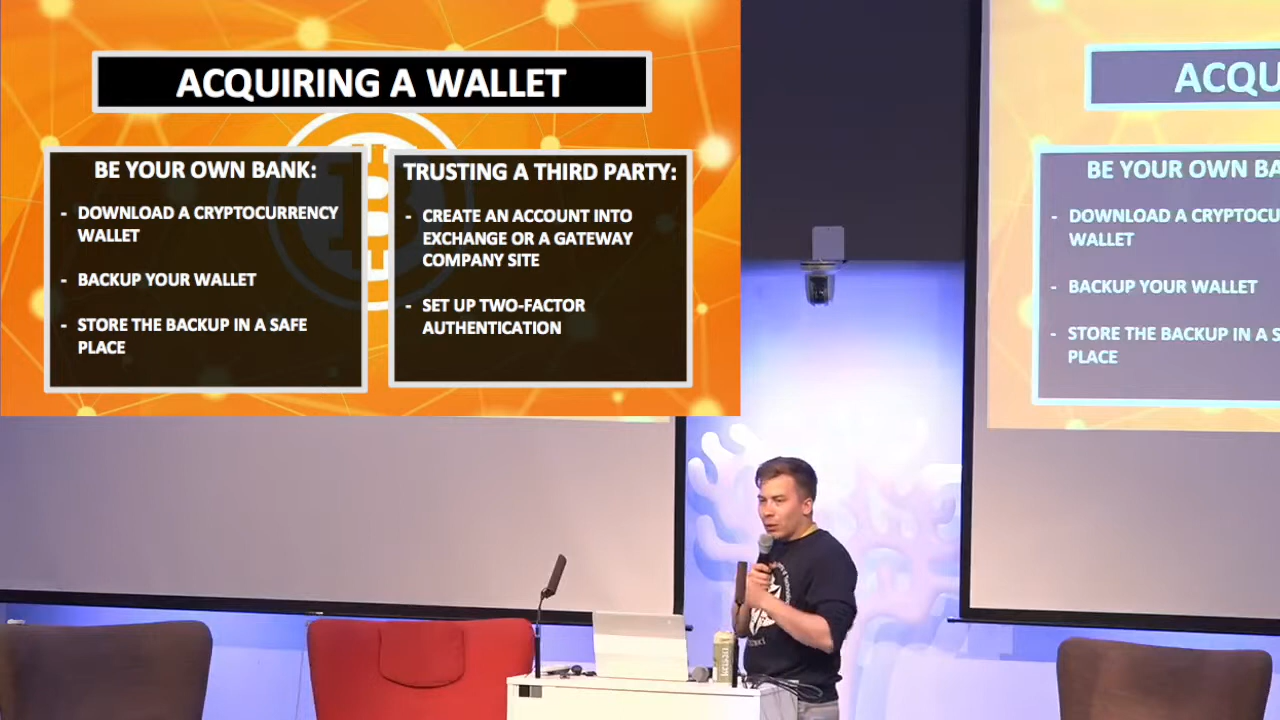 ACQUIRING A WALLET
BE YOUR OWN BANK:
- DOWNLOAD A CRYPTOCURRENCY
WALLET
- BACKUP YOUR WALLET
- STORE THE BACKUP IN A SAFE
PLACE
TRUSTING A THIRD PARTY:
- CREATE AN ACCOUNT INTO
EXCHANGE OR A GATEWAY
COMPANY SITE
- SET UP TWO-FACTOR
AUTHENTICATION
ACQU
BE YOUR OWN BA
- DOWNLOAD A CRYPTOCU
WALLET
- BACKUP YOUR WALLET
- STORE THE BACKUP IN A S
PLACE